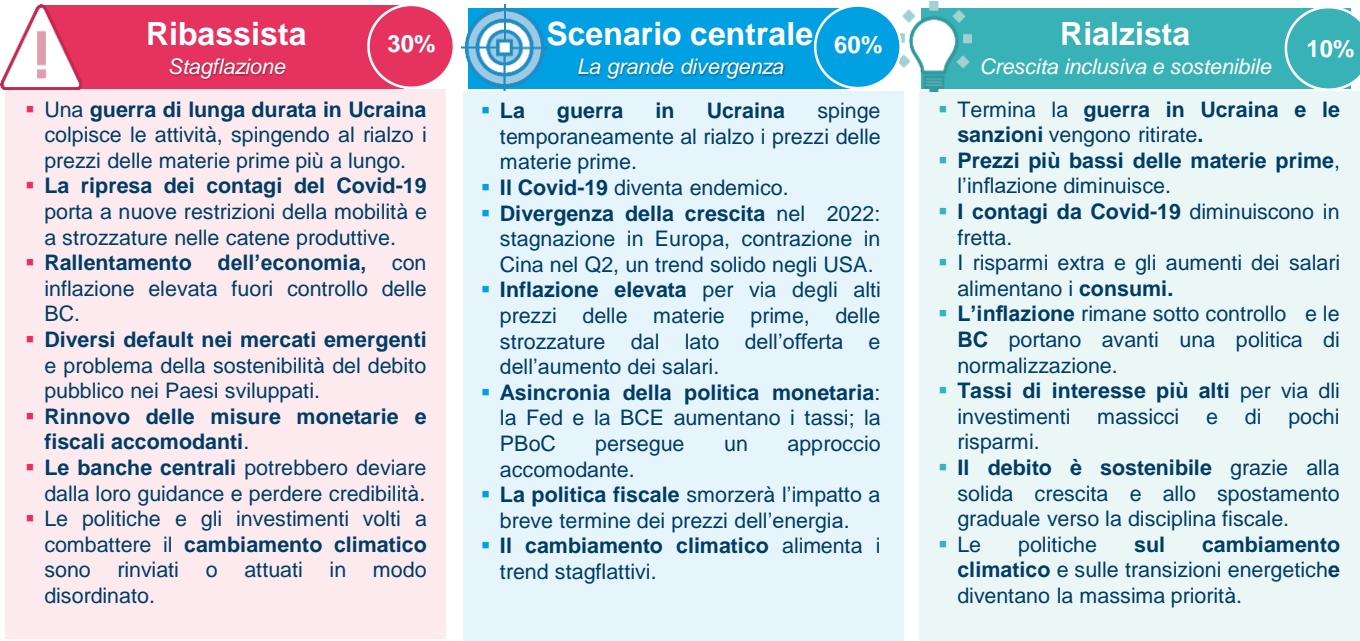 Ribassista
Stagflazione
30%
Una guerra di lunga durata in Ucraina
colpisce le attività, spingendo al rialzo i
prezzi delle materie prime più a lungo.
La ripresa dei contagi del Covid-19
porta a nuove restrizioni della mobilità e
a strozzature nelle catene produttive.
Rallentamento dell'economia, con
inflazione elevata fuori controllo delle
BC.
Diversi default nei mercati emergenti
e problema della sostenibilità del debito
pubblico nei Paesi sviluppati.
Rinnovo delle misure monetarie e
fiscali accomodanti.
Le banche centrali potrebbero deviare
dalla loro guidance e perdere credibilità.
Le politiche e gli investimenti volti a
combattere il cambiamento climatico
sono rinviati o attuati in modo
disordinato.
Scenario centrale
La grande divergenza
60%
La guerra in Ucraina spinge
temporaneamente al rialzo i prezzi delle
materie prime.
Il Covid-19 diventa endemico.
Divergenza della crescita nel 2022:
stagnazione in Europa, contrazione in
Cina nel Q2, un trend solido negli USA.
Inflazione elevata per via degli alti
prezzi delle materie prime, delle
strozzature dal lato dell'offerta e
dell'aumento dei salari.
Asincronia della politica monetaria:
la Fed e la BCE aumentano i tassi; la
PBoC persegue un approccio
accomodante.
La politica fiscale smorzerà l'impatto a
breve termine dei prezzi dell'energia.
Il cambiamento climatico alimenta i
trend stagflattivi.
Rialzista
Crescita inclusiva e sostenibile
10%
Termina la guerra in Ucraina e le
sanzioni vengono ritirate.
Prezzi più bassi delle materie prime,
l'inflazione diminuisce.
I contagi da Covid-19 diminuiscono in
fretta.
I risparmi extra e gli aumenti dei salari
alimentano i consumi.
L'inflazione rimane sotto controllo e le
BC portano avanti una politica di
normalizzazione.
Tassi di interesse più alti per via dli
investimenti massicci e di pochi
risparmi.
Il debito è sostenibile grazie alla
solida crescita e allo spostamento
graduale verso la disciplina fiscale.
Le politiche sul cambiamento
climatico e sulle transizioni energetiche
diventano la massima priorità.